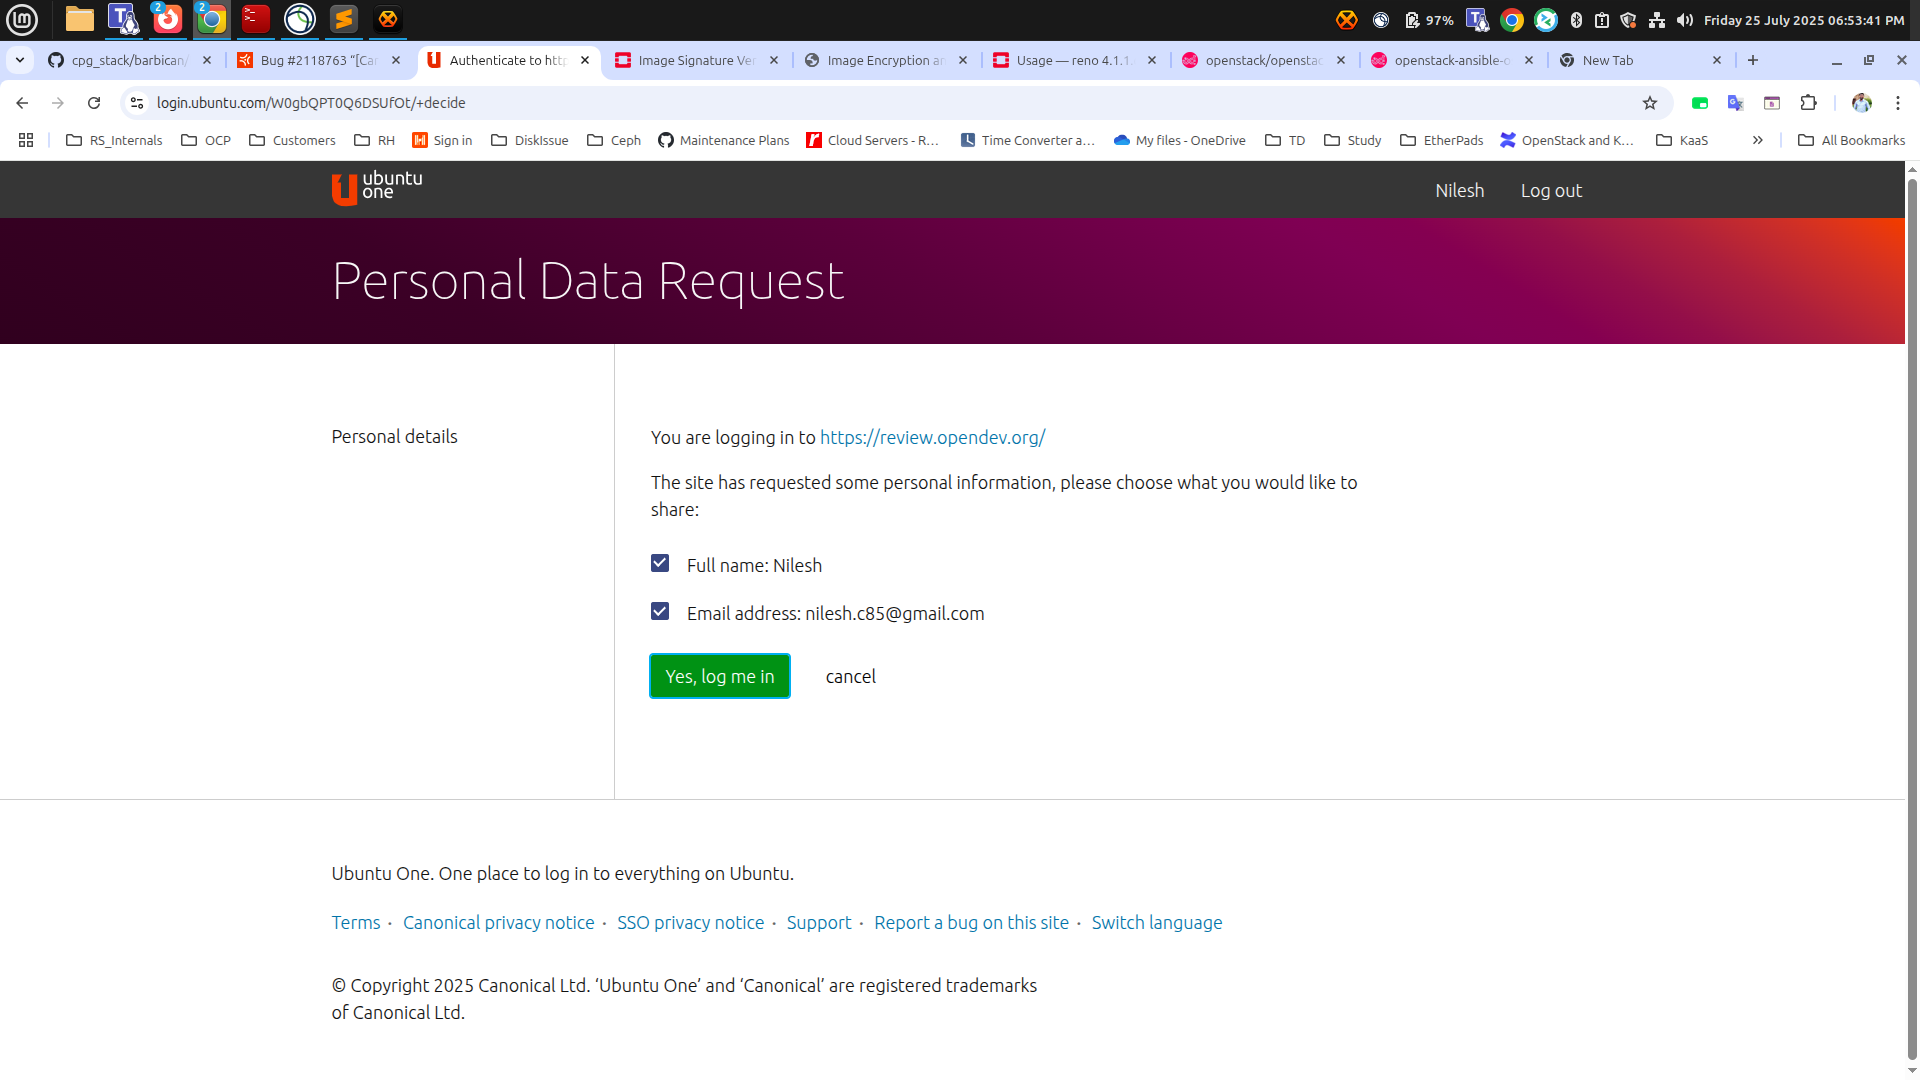 2
2
97%
Friday 25 July 2025 06:53:41 PM
cpg_stack/barbican/
Bug #2118763 “[Car
Authenticate to http
Image Signature Ver
Image Encryption an
Usage — reno 4.1.1.
openstack/openstac
openstack-ansible-o
New Tab
login.ubuntu.com/W0gbQPT0Q6DSUfOt/+decide
RS_Internals
OCP
Customers
RH
Sign in
DiskIssue
Ceph
Maintenance Plans
Cloud Servers - R...
Time Converter a...
My files - OneDrive
TD
Study
EtherPads
OpenStack and K...
KaaS
All Bookmarks
ubuntu
one
Nilesh
Log out
Personal Data Request
Personal details
You are logging in to https://review.opendev.org/
The site has requested some personal information, please choose what you would like to
share:
Full name: Nilesh
Email address: nilesh.c85@gmail.com
Yes, log me in
cancel
Ubuntu One. One place to log in to everything on Ubuntu.
Terms · Canonical privacy notice · SSO privacy notice · Support · Report a bug on this site · Switch language
© Copyright 2025 Canonical Ltd. ‘Ubuntu One’ and ‘Canonical’ are registered trademarks
of Canonical Ltd.